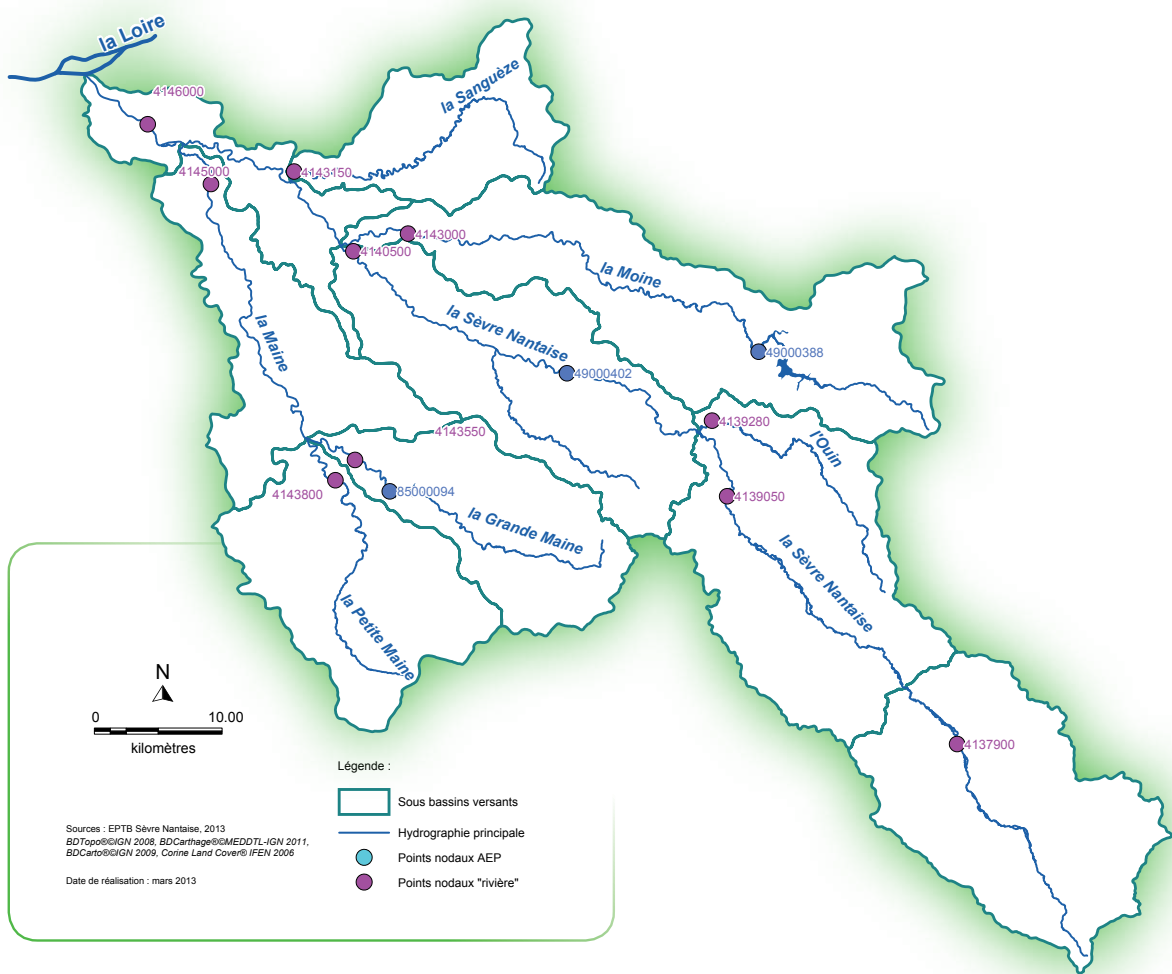 la Loire
4146000
la Sanguèze
4145000
4143150
4143000
4140500
la Moine
la Sèvre Nantaise
la Maine
49000388
49000402
4139280
4143550
l'Ouin
4143800
85000094
4139050
la Grande Maine
la Sèvre Nantaise
la Petite Maine
4137900
N
0 10.00
kilomètres
Légende :
Sous bassins versants
Hydrographie principale
Points nodaux AEP
Points nodaux "rivière"
Sources : EPTB Sèvre Nantaise, 2013
BDTopo®©IGN 2008, BDCarthage®©MEDDTL-IGN 2011,
BDCarto®©IGN 2009, Corine Land Cover® IFEN 2006
Date de réalisation : mars 2013